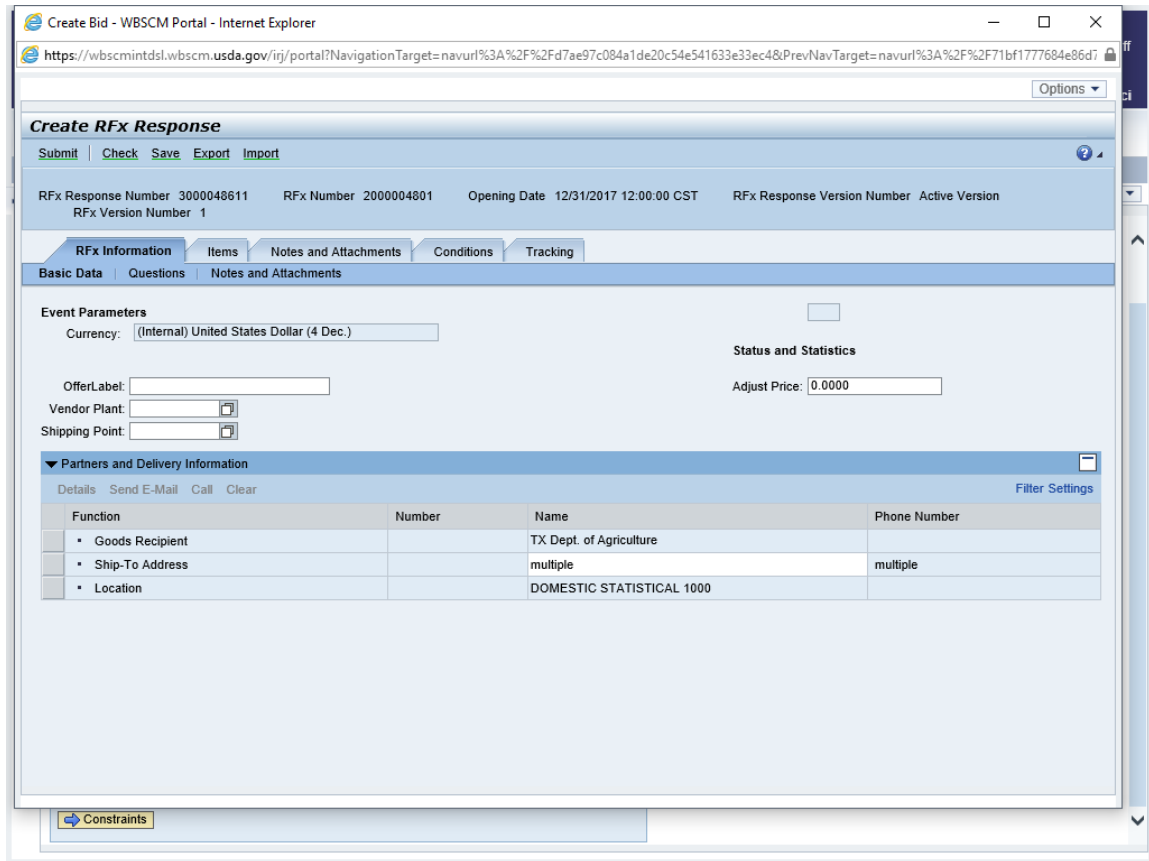 Create Bid - WBSCM Portal - Internet Explorer
https://wbscmintdsl.wbscm.usda.gov/irj/portal?NavigationTarget=navurl%3A%2F%2Fd7ae97c084a1de20c54e541633e33ec4&PrevNavTarget=navurl%3A%2F%2F71bf1777684e86d7
ff
ci
Options
Create RFx Response
Submit Check Save Export Import
RFx Response Number 3000048611 RFx Number 2000004801 Opening Date 12/31/2017 12:00:00 CST RFx Response Version Number Active Version
RFx Version Number 1
RFx Information Items Notes and Attachments Conditions Tracking
Basic Data Questions Notes and Attachments
Event Parameters
Currency: (Internal) United States Dollar (4 Dec.)
Status and Statistics
OfferLabel: Adjust Price: 0.0000
Vendor Plant:
Shipping Point:
Partners and Delivery Information
Details Send E-Mail Call Clear Filter Settings
Function Number Name Phone Number
Goods Recipient TX Dept. of Agriculture
Ship-To Address multiple multiple
Location DOMESTIC STATISTICAL 1000
Constraints